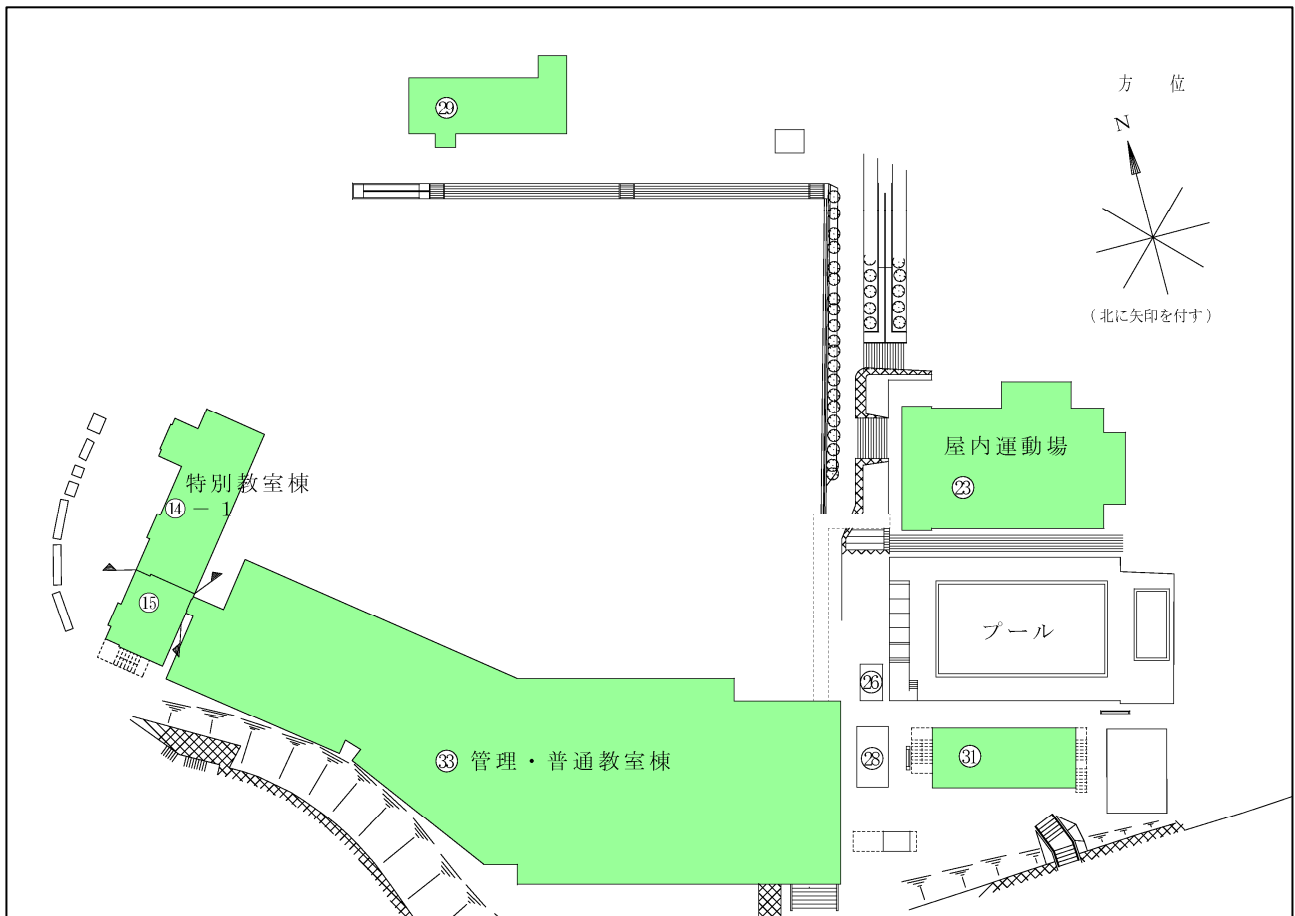 ㉙
方　位
N
（北に矢印を付す）
屋内運動場
㉓
特別教室棟
⑭－1
⑮
プール
㉖
㉝ 管理・普通教室棟
㉘
㉛